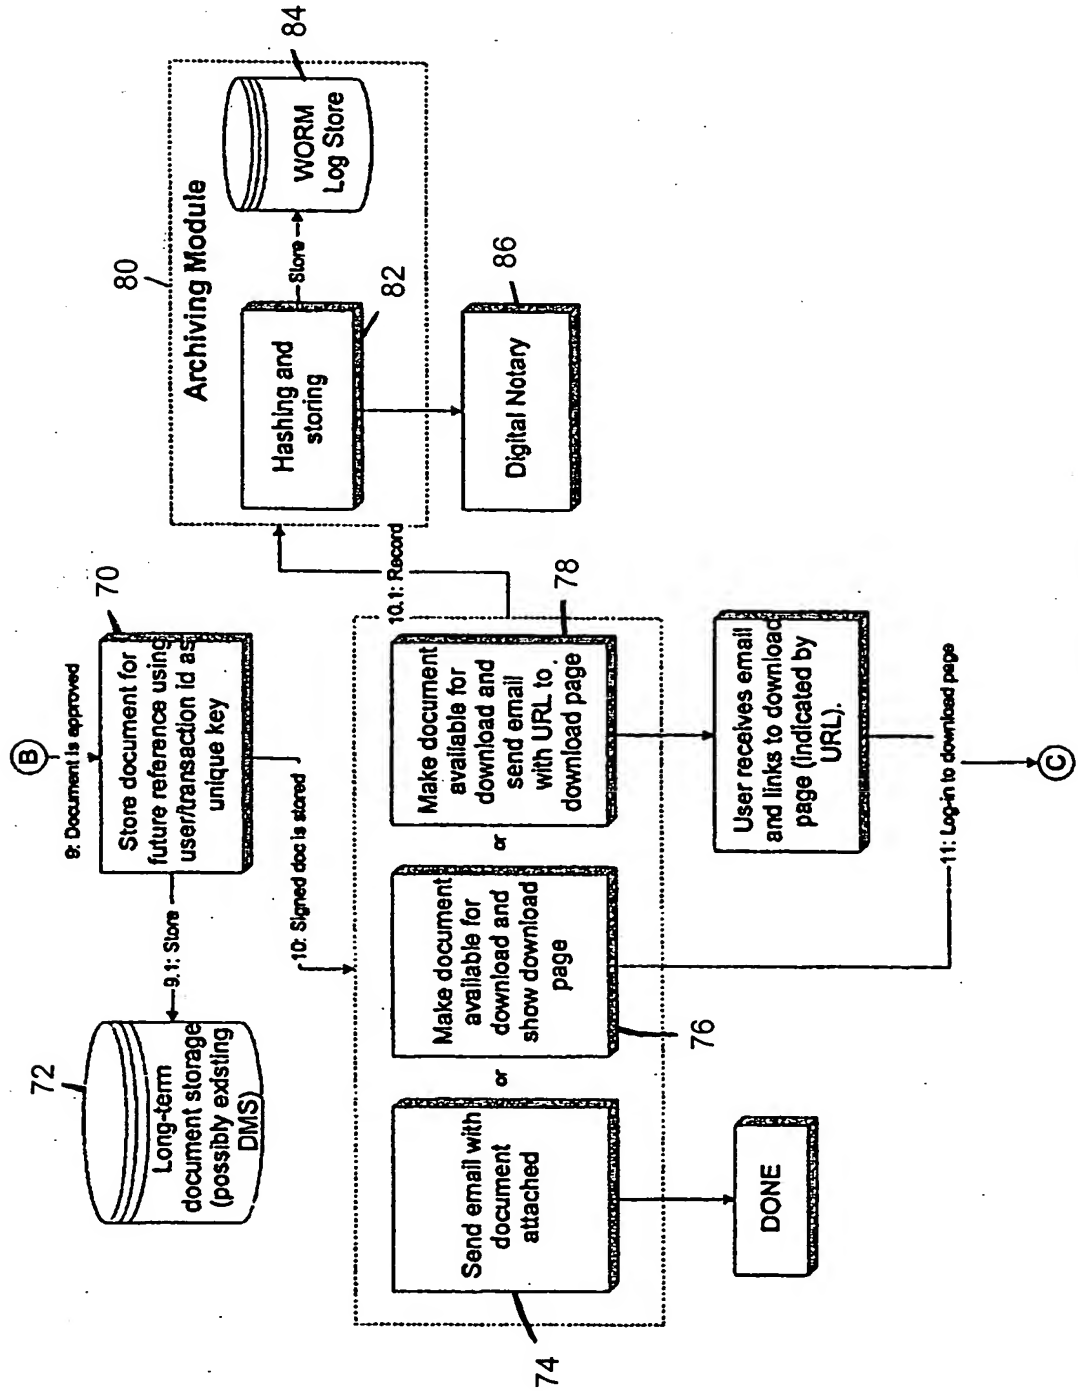 B
9: Document is approved
70
Store document for
future reference using
user/transaction id as
unique key
9.1: Store
72
Long-term
document storage
(possibly existing
DMS)
10: Signed doc is stored
74
Send email with
document
attached
or
76
Make document
available for
download and
show download
page
or
78
Make document
available for
download and
send email
with URL to
download page
10.1: Record
80
Archiving Module
82
Hashing and
storing
Store
84
WORM
Log Store
86
Digital Notary
DONE
User receives email
and links to download
page (indicated by
URL).
11: Log-in to download page
C